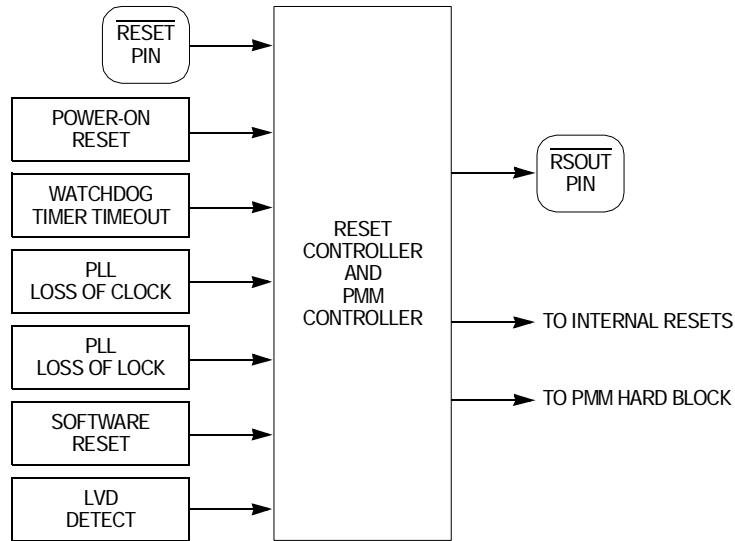 RESET
PIN
POWER-ON
RESET
WATCHDOG
TIMER TIMEOUT
PLL
LOSS OF CLOCK
PLL
LOSS OF LOCK
SOFTWARE
RESET
LVD
DETECT
RESET
CONTROLLER
AND
PMM
CONTROLLER
RSOUT
PIN
TO INTERNAL RESETS
TO PMM HARD BLOCK